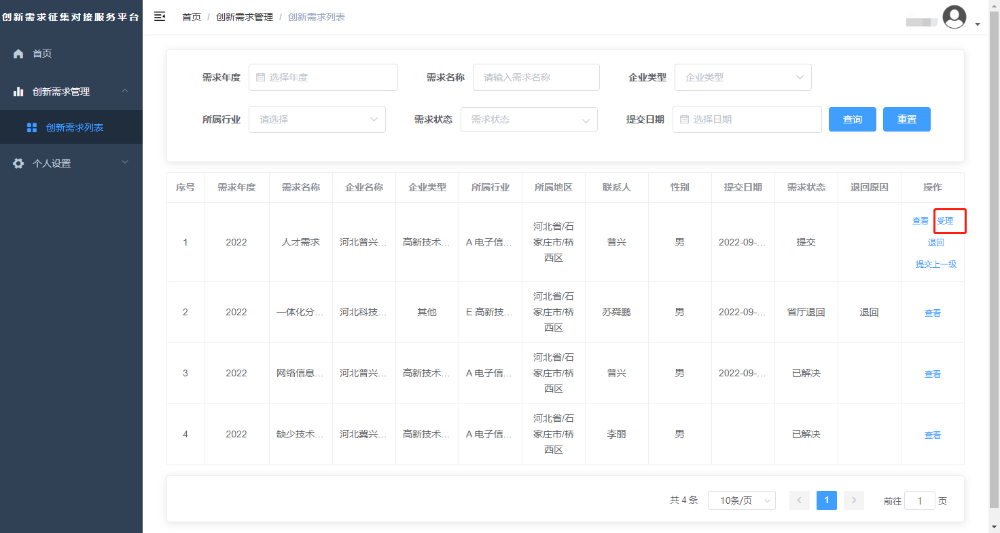 创新需求征集对接服务平台
首页 / 创新需求管理 / 创新需求列表
首页
创新需求管理
创新需求列表
个人设置
需求年度 选择年度 需求名称 请输入需求名称 企业类型 企业类型
所属行业 请选择 需求状态 需求状态 提交日期 选择日期 查询 重置
序号 需求年度 需求名称 企业名称 企业类型 所属行业 所属地区 联系人 性别 提交日期 需求状态 退回原因 操作
1 2022 人才需求 河北普兴... 高新技术... A 电子信... 河北省/石
家庄市/桥
西区
普兴 男 2022-09-... 提交
查看 受理
退回
提交上一级
2 2022 一体化分... 河北科技... 其他 E 高新技... 河北省/石
家庄市/桥
西区
苏舜鹏 男 2022-09-... 省厅退回 退回 查看
3 2022 网络信息... 河北普兴... 高新技术... A 电子信... 河北省/石
家庄市/桥
西区
普兴 男 2022-09-... 已解决 查看
4 2022 缺少技术... 河北冀兴... 高新技术... A 电子信... 河北省/石
家庄市/桥
西区
李丽 男 已解决 查看
共 4 条 10条/页 1 前往 1 页